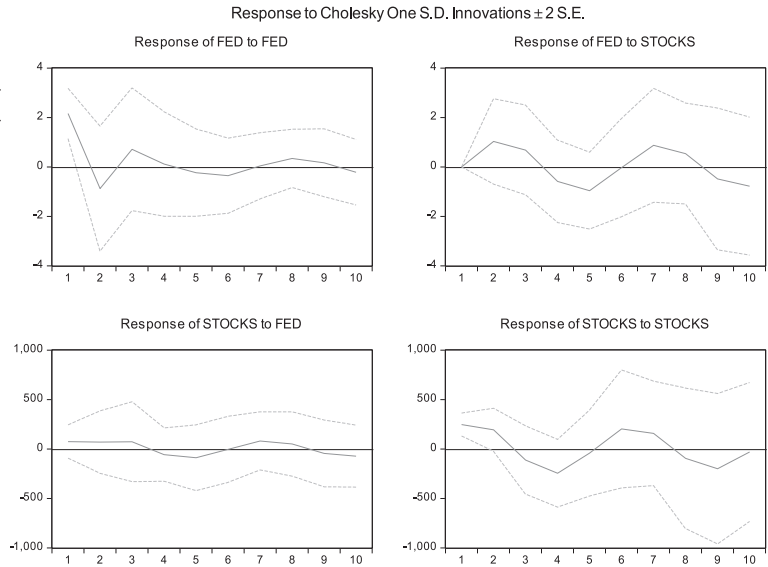 Response to Cholesky One S.D. Innovations ± 2 S.E.
Response of FED to FED
4
2
0
-2
-4
1 2 3 4 5 6 7 8 9 10
Response of FED to STOCKS
4
2
0
-2
-4
1 2 3 4 5 6 7 8 9 10
Response of STOCKS to FED
1,000
500
0
-500
-1,000
1 2 3 4 5 6 7 8 9 10
Response of STOCKS to STOCKS
1,000
500
0
-500
-1,000
1 2 3 4 5 6 7 8 9 10